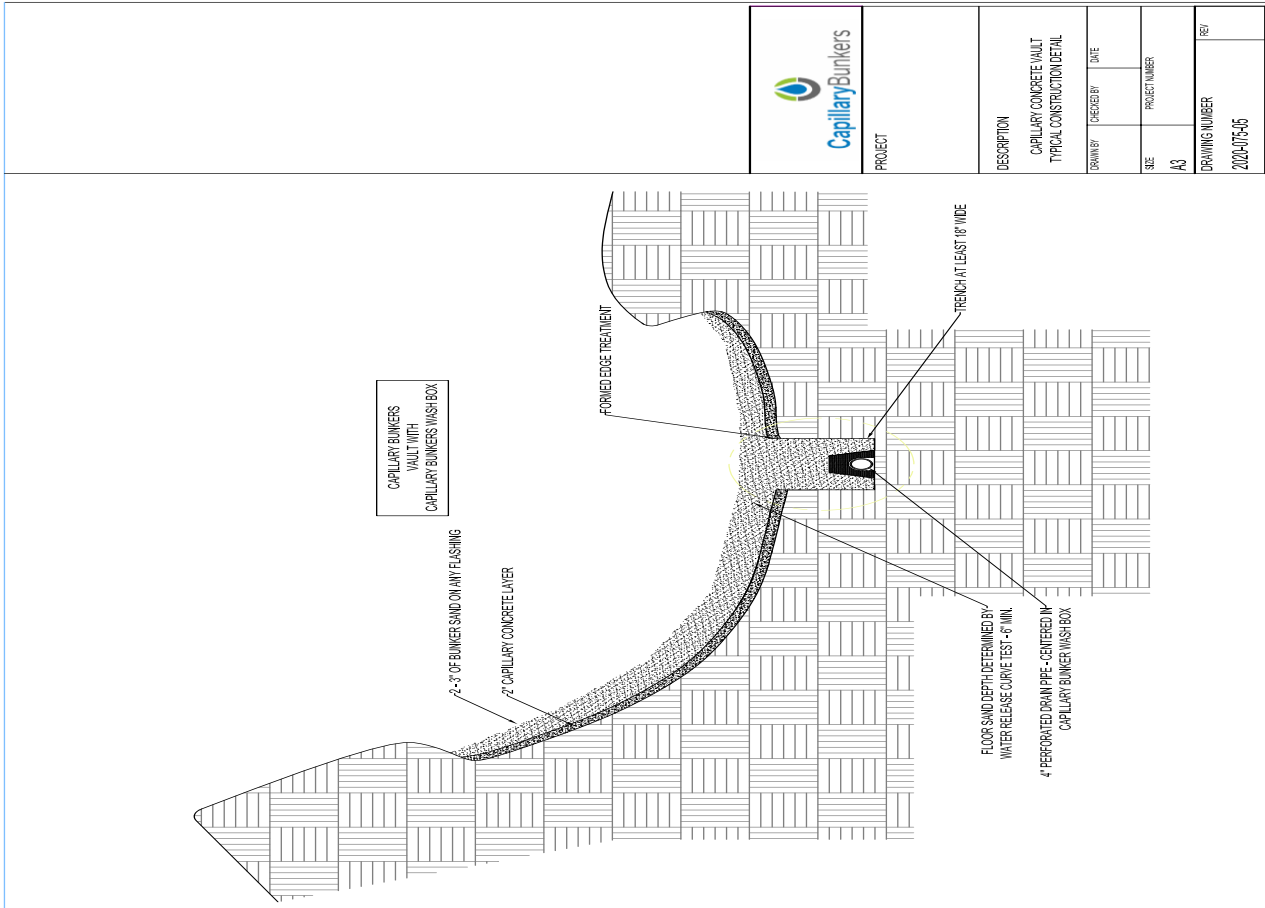 CapillaryBunkers
PROJECT
DESCRIPTION
CAPILLARY CONCRETE VAULT
TYPICAL CONSTRUCTION DETAIL
DRAWN BY
CHECKED BY
DATE
SIZE
A3
PROJECT NUMBER
DRAWING NUMBER
2020-075-05
REV
CAPILLARY BUNKERS
VAULT WITH
CAPILLARY BUNKERS WASH BOX
2 - 3" OF BUNKER SAND ON ANY FLASHING
2" CAPILLARY CONCRETE LAYER
FORMED EDGE TREATMENT
TRENCH AT LEAST 18" WIDE
FLOOR SAND DEPTH DETERMINED BY
WATER RELEASE CURVE TEST - 6" MIN.
4" PERFORATED DRAIN PIPE - CENTERED IN
CAPILLARY BUNKER WASH BOX